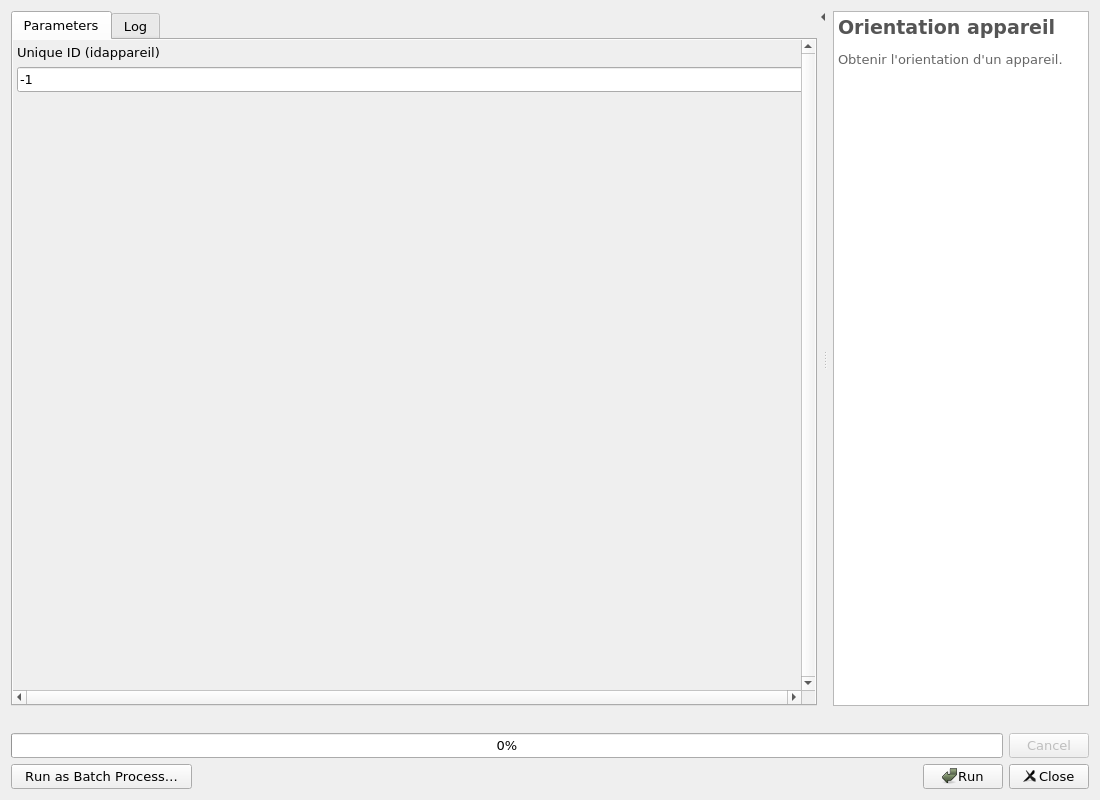 Parameters
Log
Unique ID (idappareil)
-1
Orientation appareil
Obtenir l'orientation d'un appareil.
0%
Cancel
Run as Batch Process…
Run
Close